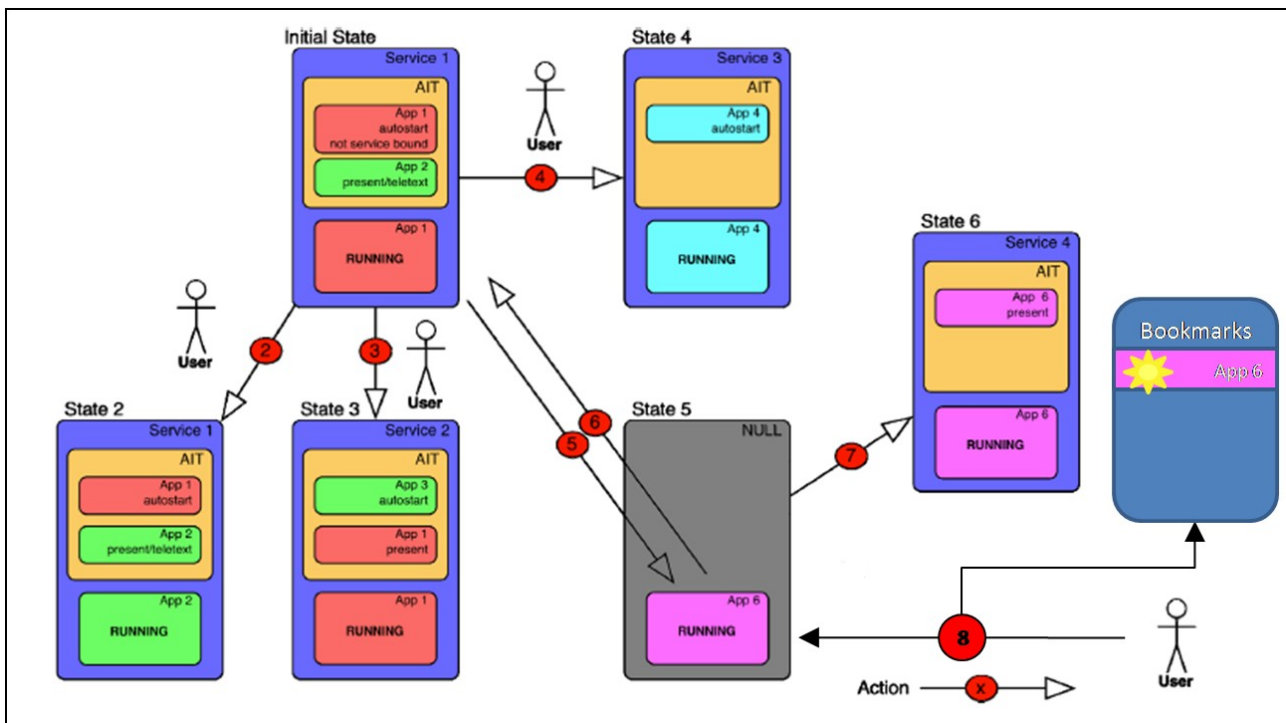 Initial State
Service 1
AIT
App 1
autostart
not service bound
App 2
present/teletext
App 1
RUNNING
User
4
State 4
Service 3
AIT
App 4
autostart
App 4
RUNNING
State 6
Service 4
AIT
App 6
present
App 6
RUNNING
Bookmarks
App 6
User
2
3
User
State 2
Service 1
AIT
App 1
autostart
App 2
present/teletext
App 2
RUNNING
State 3
Service 2
AIT
App 3
autostart
App 1
present
App 1
RUNNING
6
5
State 5
NULL
App 6
RUNNING
7
8
User
Action
x